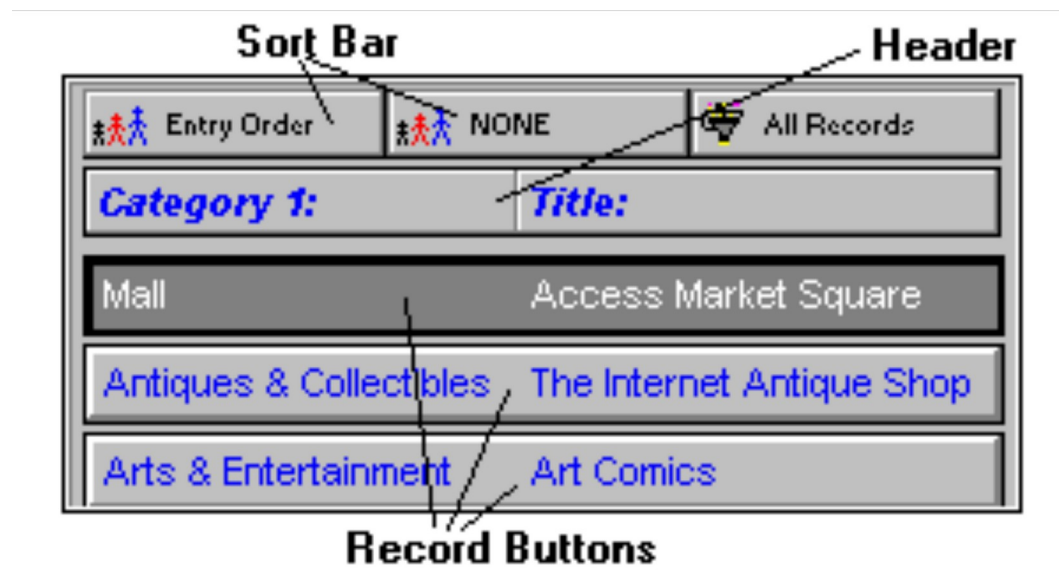 Sort Bar Header
Entry Order NONE All Records
Category 1: Title:
Mall Access Market Square
Antiques & Collectibles The Internet Antique Shop
Arts & Entertainment Art Comics
Record Buttons